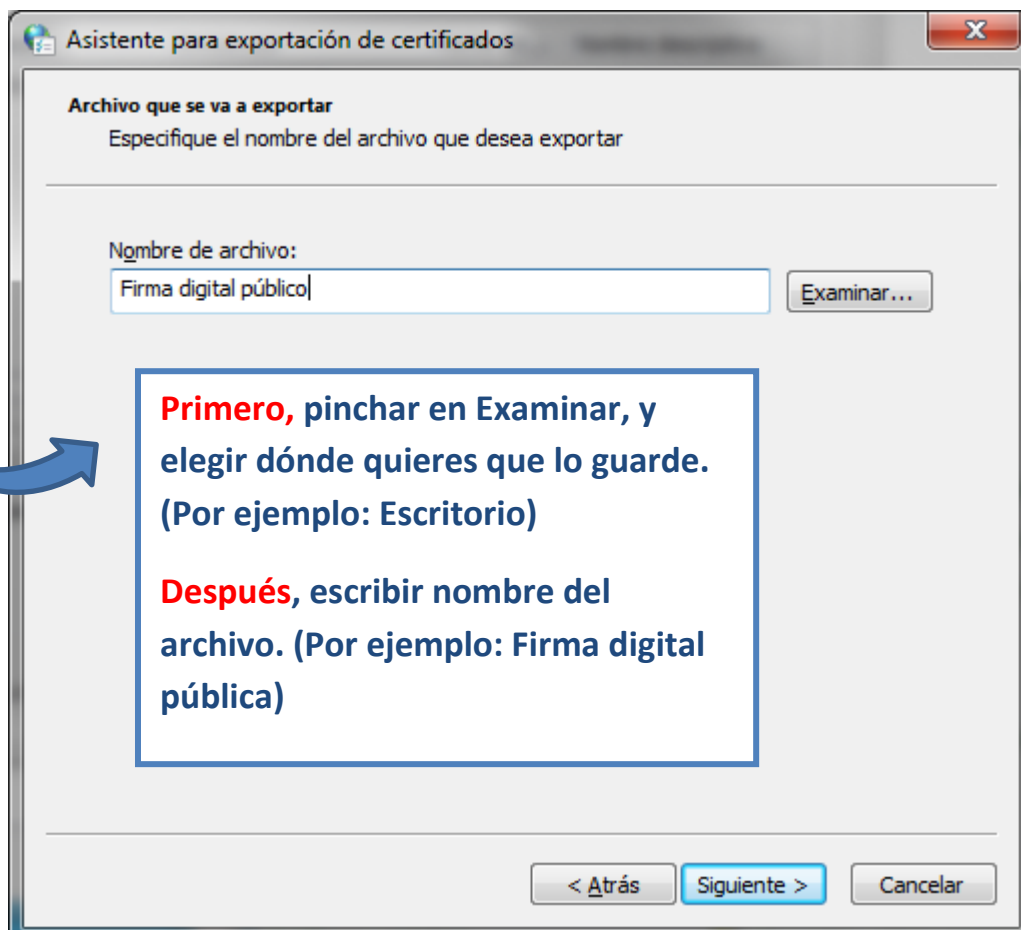 Asistente para exportación de certificados
Archivo que se va a exportar
Especifique el nombre del archivo que desea exportar
Nombre de archivo:
Firma digital público
Examinar...
Primero, pinchar en Examinar, y
elegir dónde quieres que lo guarde.
(Por ejemplo: Escritorio)
Después, escribir nombre del
archivo. (Por ejemplo: Firma digital
pública)
< Atrás
Siguiente >
Cancelar